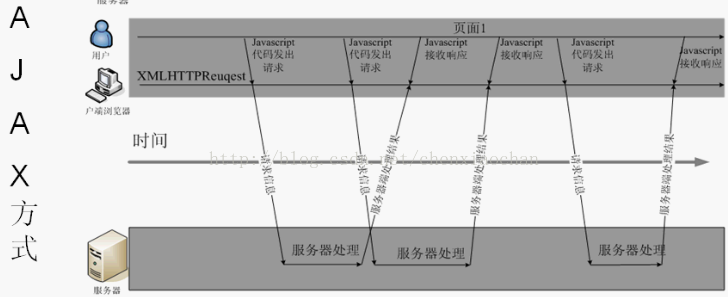 服务器
A
J
A
X
方
式
用户
户端浏览器
页面1
Javascript
代码发出
请求
Javascript
代码发出
请求
Javascript
接收响应
Javascript
接收响应
Javascript
代码发出
请求
Javascript
接收响应
XMLHTTPReuqest
时间
http://blog.csdn.net/chenxiaochan
请求信息
请求信息
服务器端处理结果
服务器端处理结果
请求信息
服务器端处理结果
服务器处理
服务器处理
服务器处理
服务器